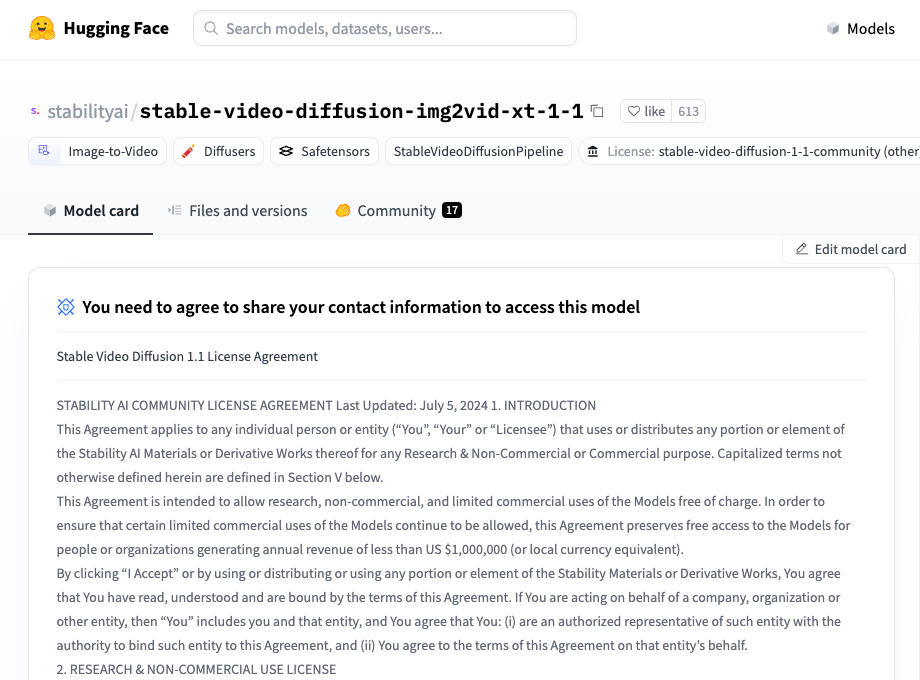 Hugging Face
Search models, datasets, users...
Models
s. stabilityai/stable-video-diffusion-img2vid-xt-1-1
like 613
Image-to-Video
Diffusers
Safetensors
StableVideoDiffusionPipeline
License: stable-video-diffusion-1-1-community (other
Model card
Files and versions
Community 17
Edit model card
You need to agree to share your contact information to access this model
Stable Video Diffusion 1.1 License Agreement
STABILITY AI COMMUNITY LICENSE AGREEMENT Last Updated: July 5, 2024 1. INTRODUCTION
This Agreement applies to any individual person or entity (“You”, “Your” or “Licensee”) that uses or distributes any portion or element of
the Stability AI Materials or Derivative Works thereof for any Research & Non-Commercial or Commercial purpose. Capitalized terms not
otherwise defined herein are defined in Section V below.
This Agreement is intended to allow research, non-commercial, and limited commercial uses of the Models free of charge. In order to
ensure that certain limited commercial uses of the Models continue to be allowed, this Agreement preserves free access to the Models for
people or organizations generating annual revenue of less than US $1,000,000 (or local currency equivalent).
By clicking “I Accept” or by using or distributing or using any portion or element of the Stability Materials or Derivative Works, You agree
that You have read, understood and are bound by the terms of this Agreement. If You are acting on behalf of a company, organization or
other entity, then “You” includes you and that entity, and You agree that You: (i) are an authorized representative of such entity with the
authority to bind such entity to this Agreement, and (ii) You agree to the terms of this Agreement on that entity’s behalf.
2. RESEARCH & NON-COMMERCIAL USE LICENSE